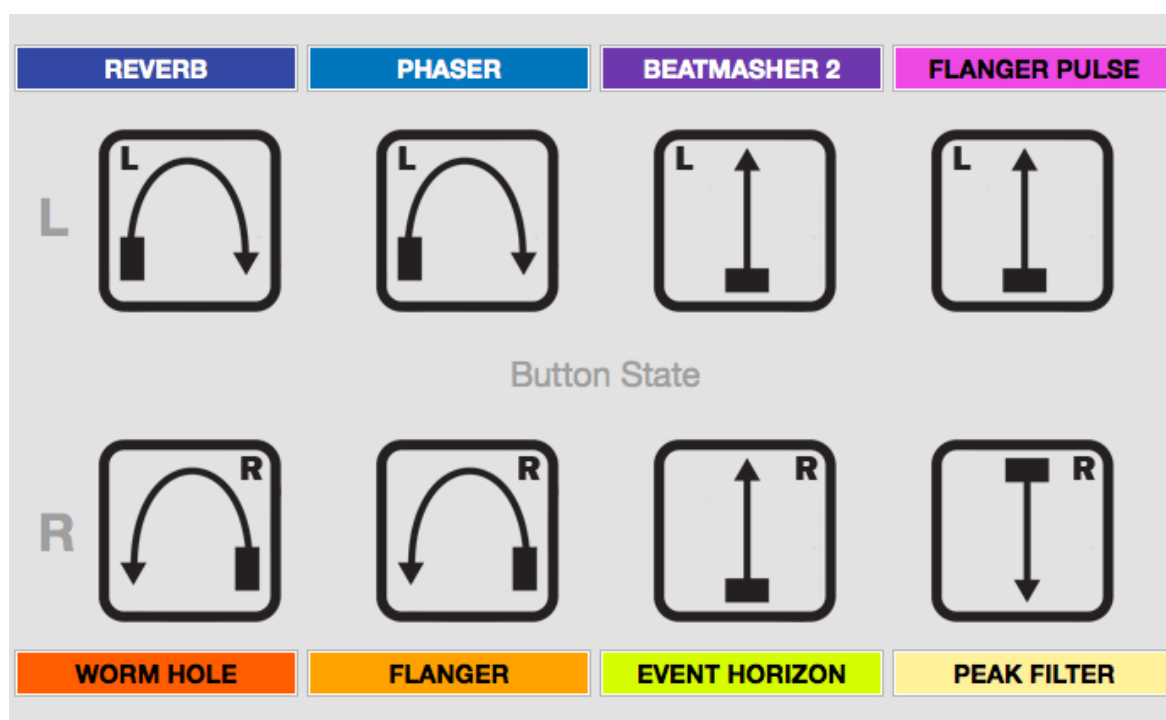 REVERB PHASER BEATMASHER 2 FLANGER PULSE
L L L L
L
Button State
R R R R
R
WORM HOLE FLANGER EVENT HORIZON PEAK FILTER